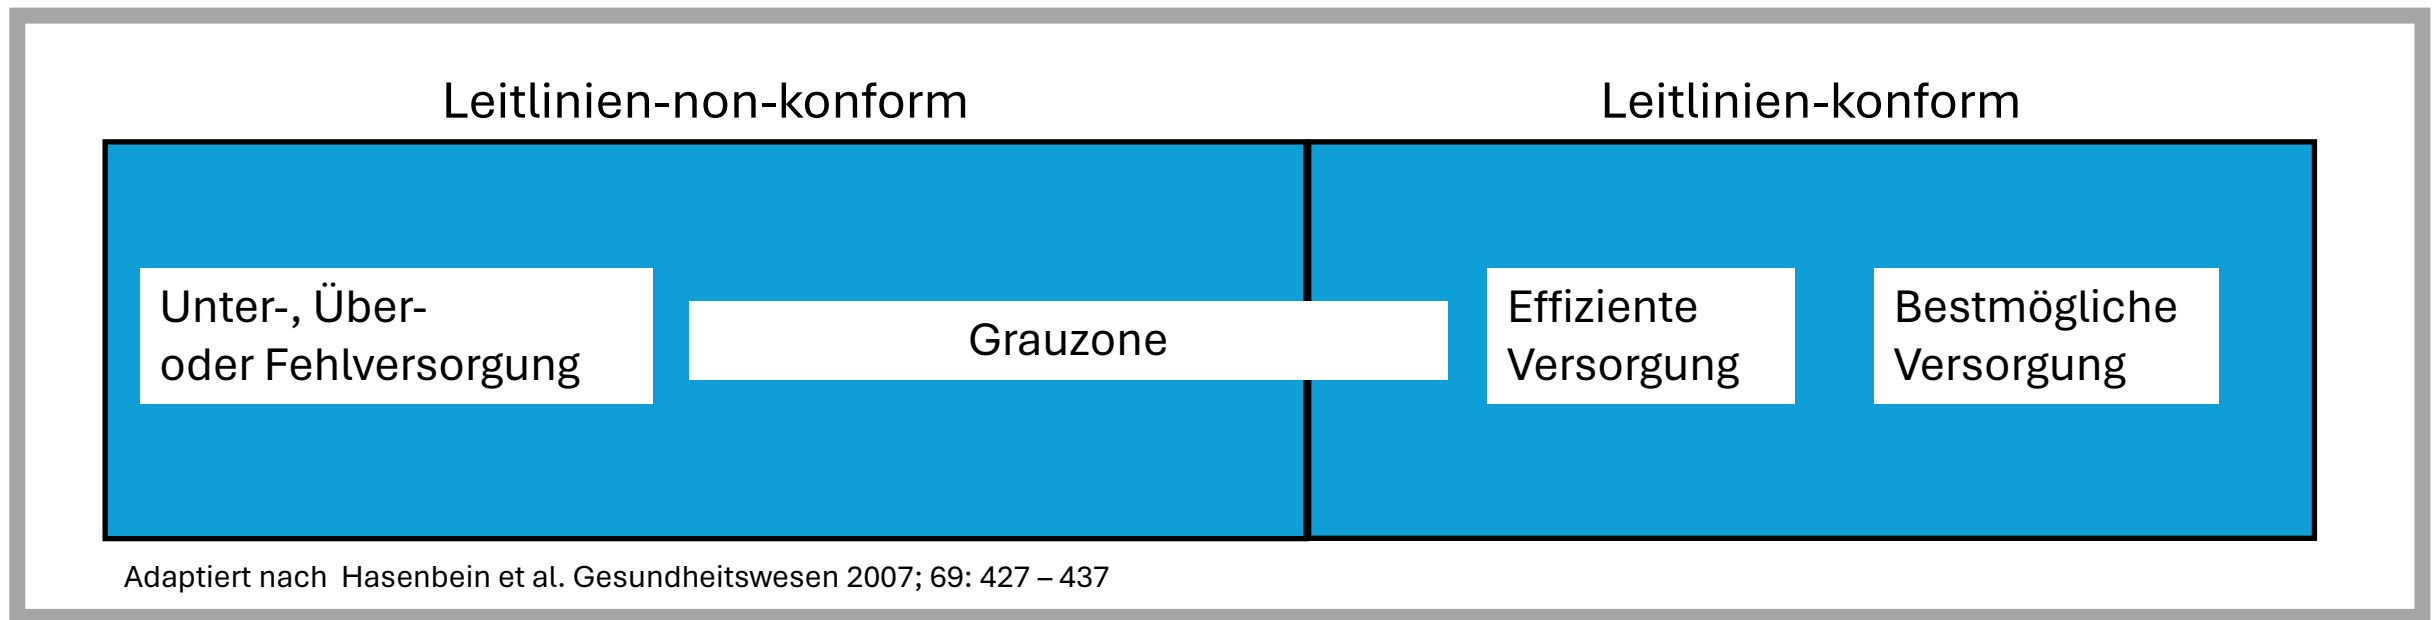 Leitlinien-non-konform
Leitlinien-konform
Unter-, Über-
oder Fehlversorgung
Grauzone
Effiziente
Versorgung
Bestmögliche
Versorgung
Adaptiert nach  Hasenbein et al. Gesundheitswesen 2007; 69: 427 – 437